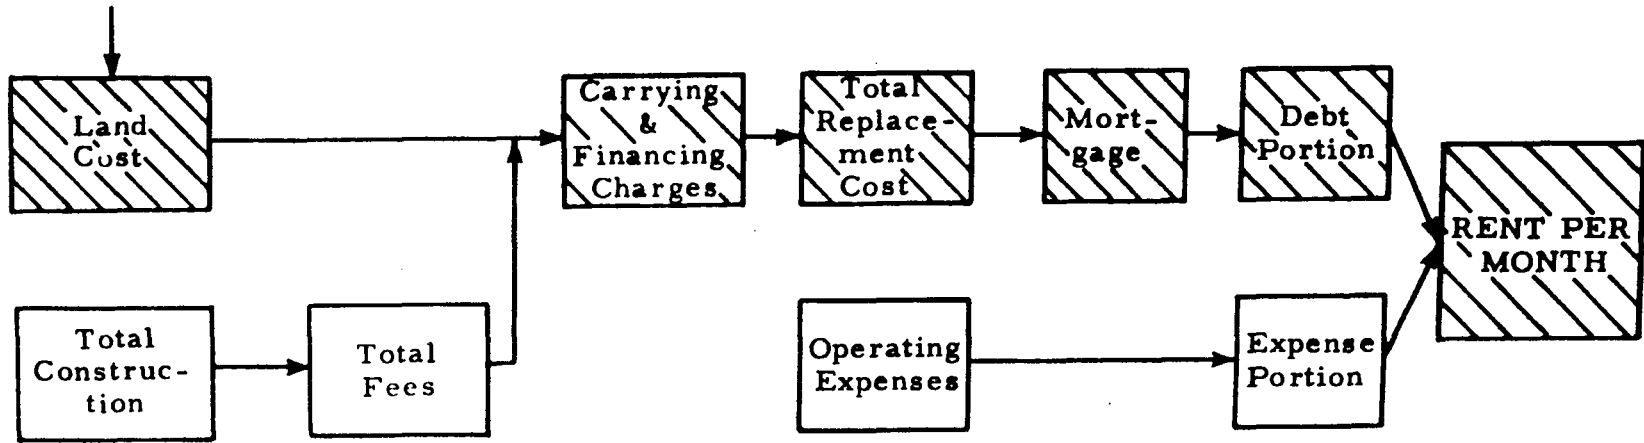 Land
Cost
Carrying
&
Financing
Charges
Total
Replace-
ment
Cost
Mort-
gage
Debt
Portion
RENT PER
MONTH
Total
Construc-
tion
Total
Fees
Operating
Expenses
Expense
Portion